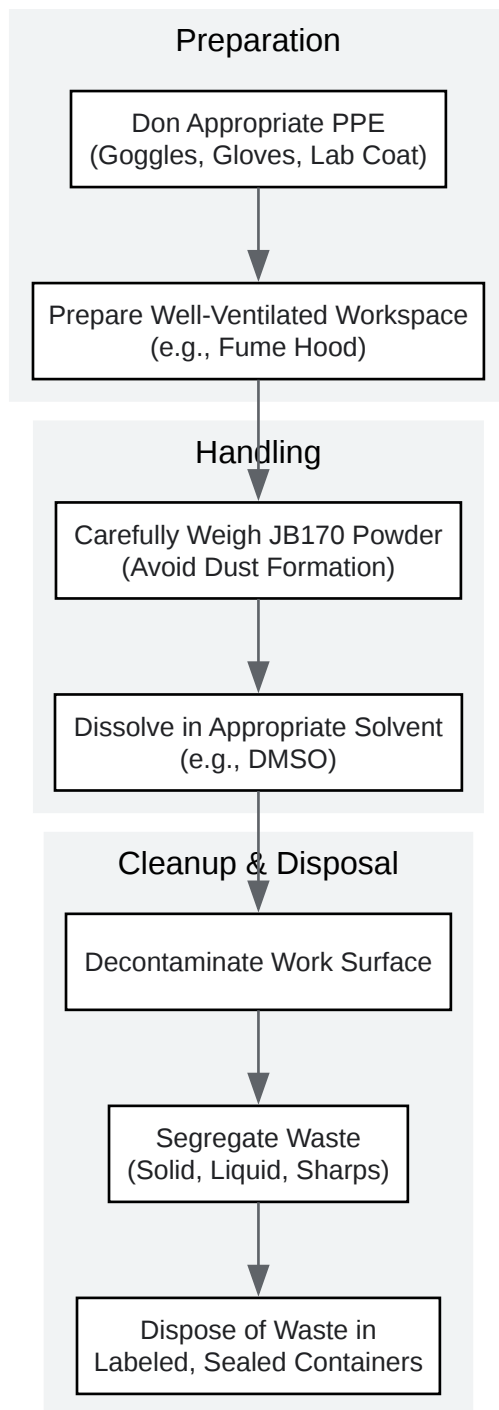 Preparation
Don Appropriate PPE
(Goggles, Gloves, Lab Coat)
Prepare Well-Ventilated Workspace
(e.g., Fume Hood)
Handling
Carefully Weigh JB170 Powder
(Avoid Dust Formation)
Dissolve in Appropriate Solvent
(e.g., DMSO)
Cleanup & Disposal
Decontaminate Work Surface
Segregate Waste
(Solid, Liquid, Sharps)
Dispose of Waste in
Labeled, Sealed Containers